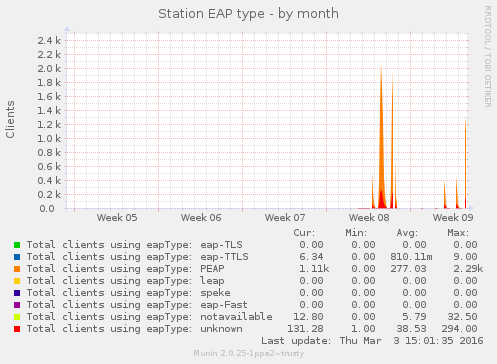 Station EAP type - by month
RRDTOOL / TOBI OETIKER
Clients
2.4 k
2.2 k
2.0 k
1.8 k
1.6 k
1.4 k
1.2 k
1.0 k
0.8 k
0.6 k
0.4 k
0.2 k
0.0
Week 05 Week 06 Week 07 Week 08 Week 09
Cur: Min: Avg: Max:
Total clients using eapType: eap-TLS 0.00 0.00 0.00 0.00
Total clients using eapType: eap-TTLS 6.34 0.00 810.11m 9.00
Total clients using eapType: PEAP 1.11k 0.00 277.03 2.29k
Total clients using eapType: leap 0.00 0.00 0.00 0.00
Total clients using eapType: speke 0.00 0.00 0.00 0.00
Total clients using eapType: eap-Fast 0.00 0.00 0.00 0.00
Total clients using eapType: notavailable 12.80 0.00 5.79 32.50
Total clients using eapType: unknown 131.28 1.00 38.53 294.00
Last update: Thu Mar 3 15:01:35 2016
Munin 2.0.25-1ppa2~trusty